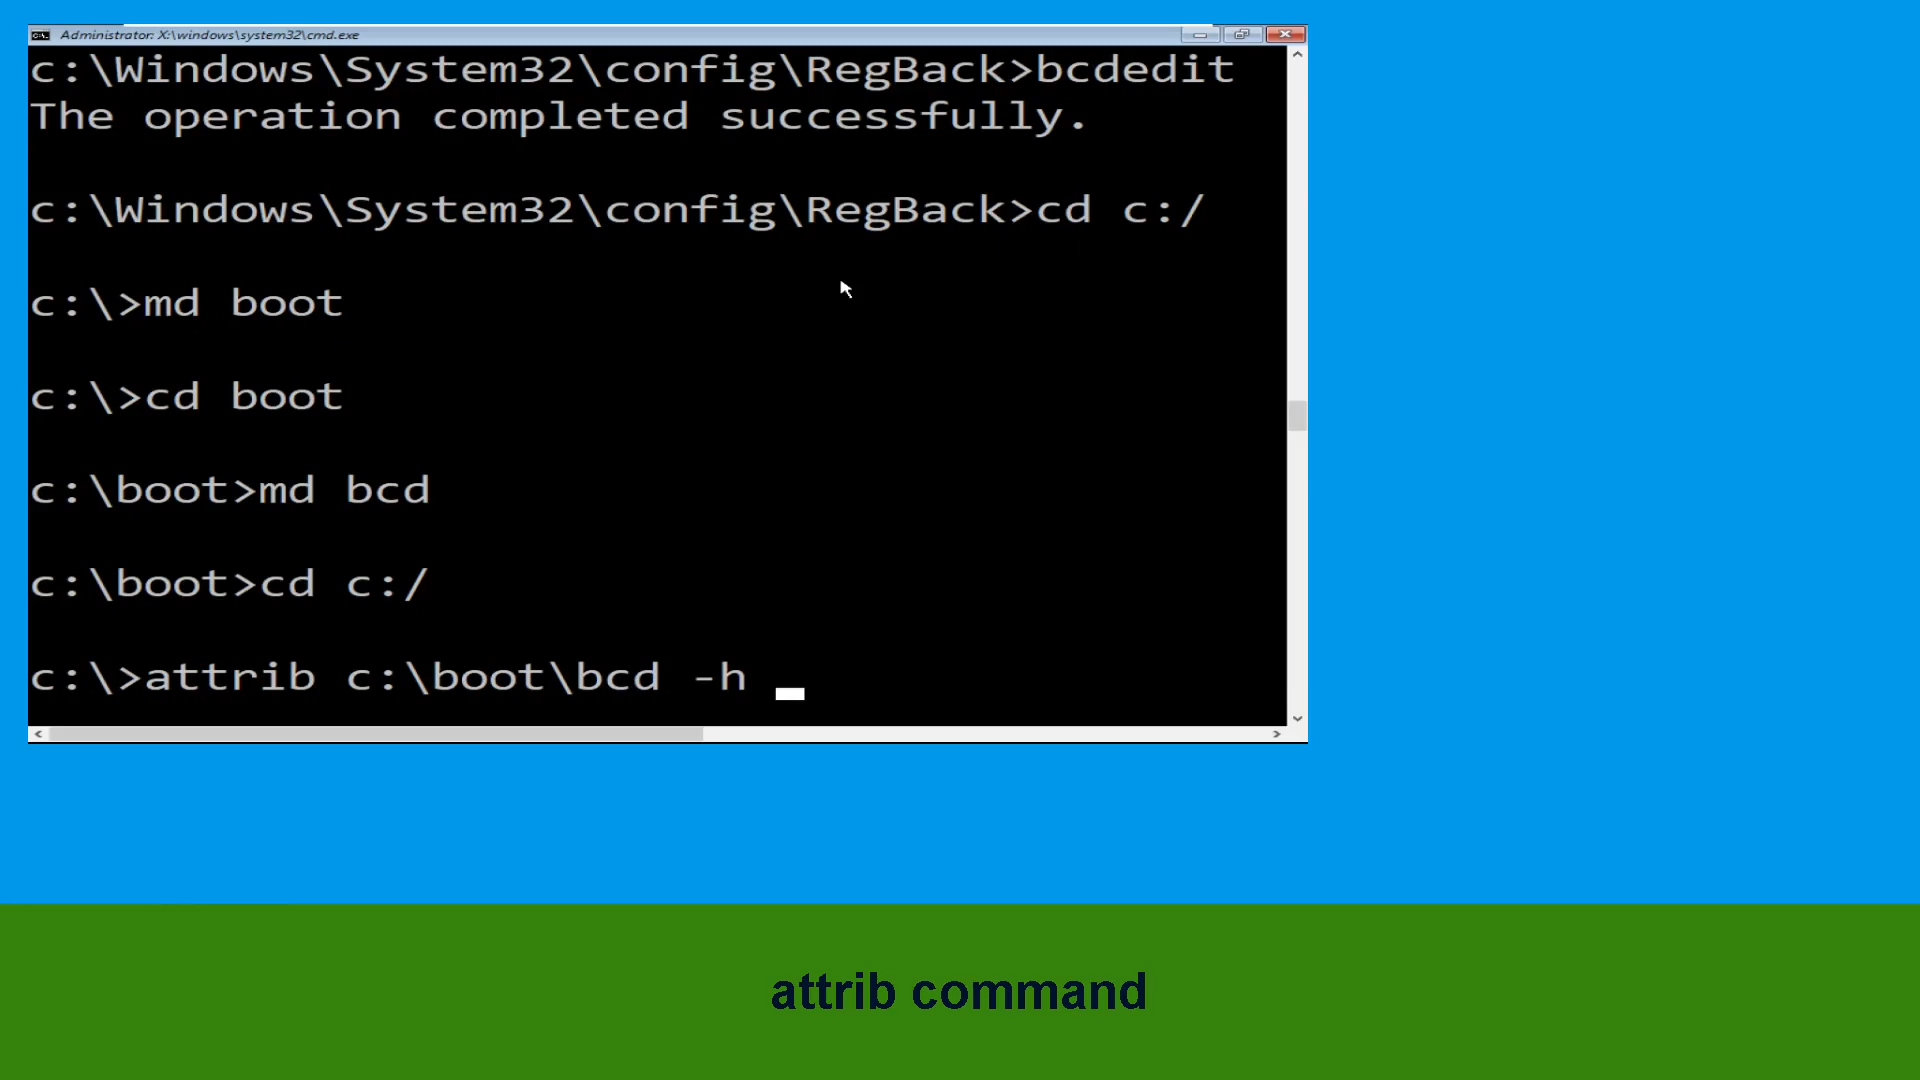 Administrator: X:\windows\system32\cmd.exe
c:\Windows\System32\config\RegBack>bcdedit
The operation completed successfully.
c:\Windows\System32\config\RegBack>cd c:/
c:\>md boot
c:\>cd boot
c:\boot>md bcd
c:\boot>cd c:/
c:\>attrib c:\boot\bcd -h
attrib command